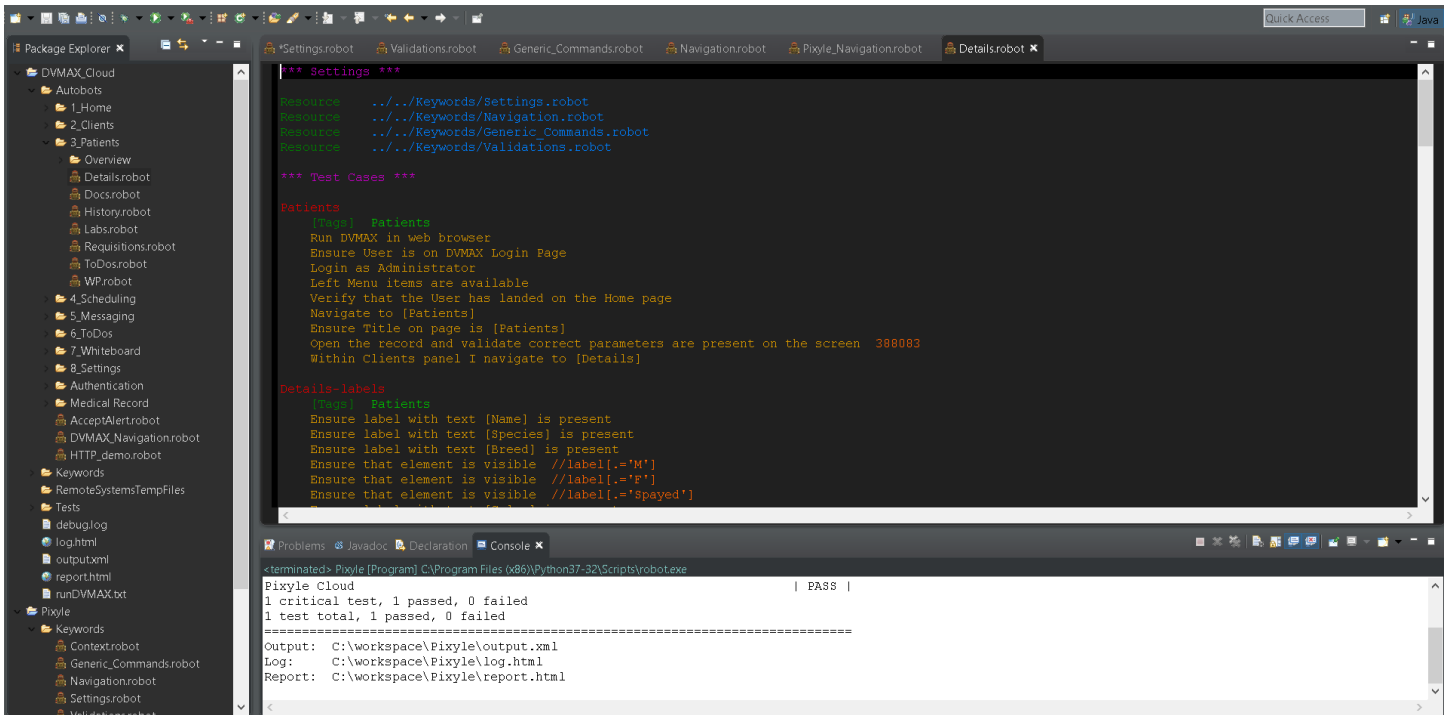 Quick Access
Java
Package Explorer
DVMAX_Cloud
Autobots
1_Home
2_Clients
3_Patients
Overview
Details.robot
Docs.robot
History.robot
Labs.robot
Requisitions.robot
ToDos.robot
WP.robot
4_Scheduling
5_Messaging
6_ToDos
7_Whiteboard
8_Settings
Authentication
Medical Record
AcceptAlert.robot
DVMAX_Navigation.robot
HTTP_demo.robot
Keywords
RemoteSystemsTempFiles
Tests
debug.log
log.html
output.xml
report.html
runDVMAX.txt
Pixyle
Keywords
Context.robot
Generic_Commands.robot
Navigation.robot
Settings.robot
Validations.robot
*Settings.robot Validations.robot Generic_Commands.robot Navigation.robot Pixyle_Navigation.robot Details.robot
*** Settings ***
Resource ../../Keywords/Settings.robot
Resource ../../Keywords/Navigation.robot
Resource ../../Keywords/Generic_Commands.robot
Resource ../../Keywords/Validations.robot
*** Test Cases ***
Patients
[Tags] Patients
Run DVMAX in web browser
Ensure User is on DVMAX Login Page
Login as Administrator
Left Menu items are available
Verify that the User has landed on the Home page
Navigate to [Patients]
Ensure Title on page is [Patients]
Open the record and validate correct parameters are present on the screen 388083
Within Clients panel I navigate to [Details]
Details-labels
[Tags] Patients
Ensure label with text [Name] is present
Ensure label with text [Species] is present
Ensure label with text [Breed] is present
Ensure that element is visible //label[.='M']
Ensure that element is visible //label[.='F']
Ensure that element is visible //label[.='Spayed']
Problems Javadoc Declaration Console
<terminated> Pixyle [Program] C:\Program Files (x86)\Python37-32\Scripts\robot.exe
Pixyle Cloud | PASS |
1 critical test, 1 passed, 0 failed
1 test total, 1 passed, 0 failed
==============================================================================
Output: C:\workspace\Pixyle\output.xml
Log: C:\workspace\Pixyle\log.html
Report: C:\workspace\Pixyle\report.html